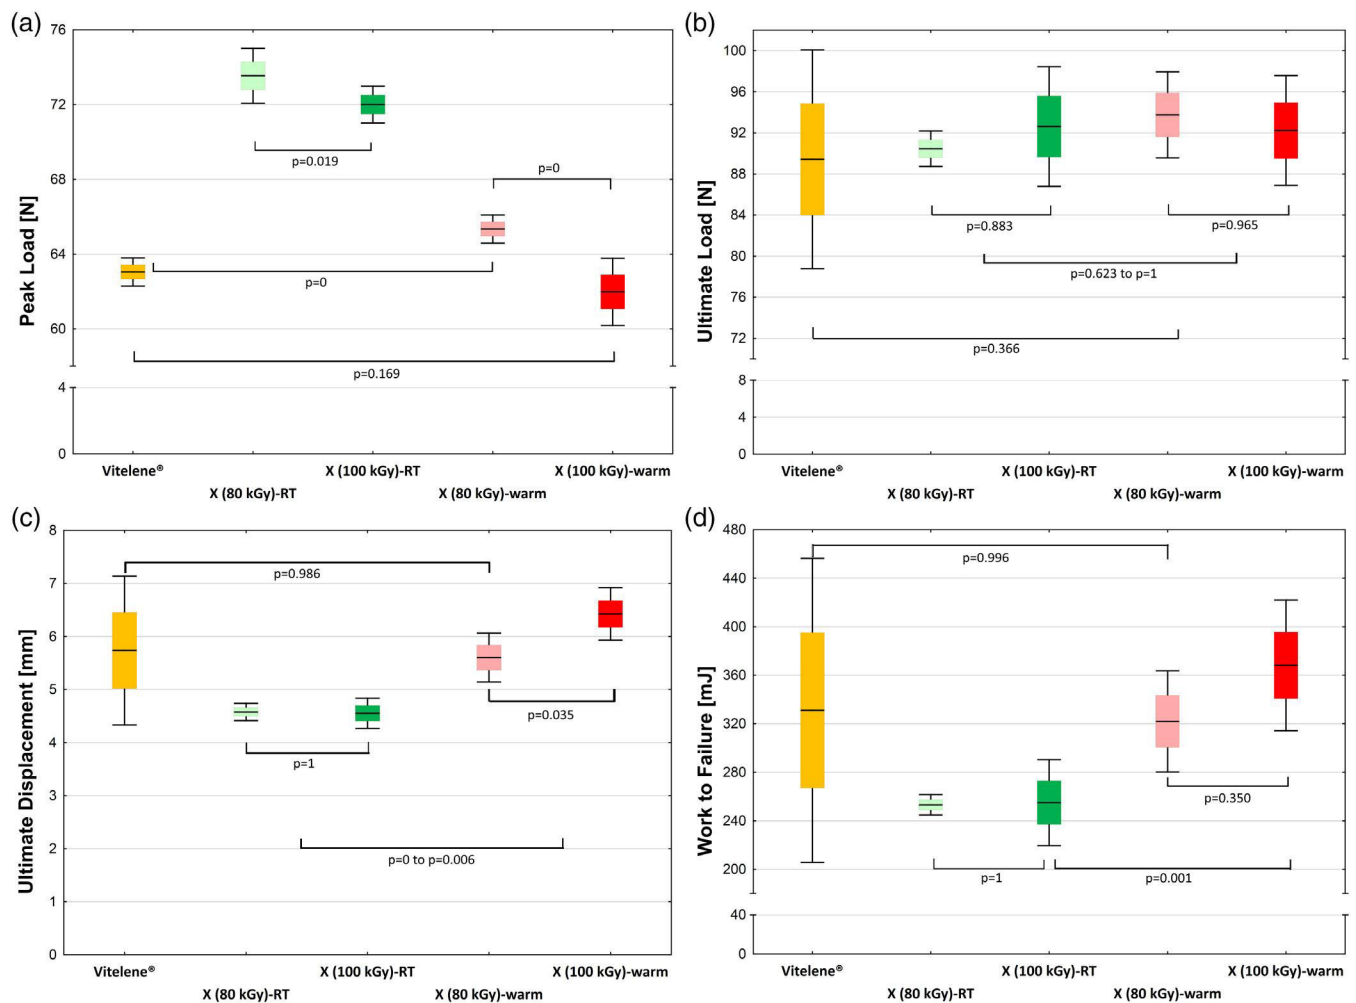 (a)
76
72
68
64
60
4
0
Peak Load [N]
p=0.019
p=0
p=0
p=0.169
Vitelene®
X (80 kGy)-RT
X (100 kGy)-RT
X (80 kGy)-warm
X (100 kGy)-warm
(b)
100
96
92
88
84
80
76
72
8
4
0
Ultimate Load [N]
p=0.883
p=0.965
p=0.623 to p=1
p=0.366
Vitelene®
X (80 kGy)-RT
X (100 kGy)-RT
X (80 kGy)-warm
X (100 kGy)-warm
(c)
8
7
6
5
4
3
2
1
0
Ultimate Displacement [mm]
p=0.986
p=0.035
p=1
p=0 to p=0.006
Vitelene®
X (80 kGy)-RT
X (100 kGy)-RT
X (80 kGy)-warm
X (100 kGy)-warm
(d)
480
440
400
360
320
280
240
200
40
0
Work to Failure [mJ]
p=0.996
p=0.350
p=1
p=0.001
Vitelene®
X (80 kGy)-RT
X (100 kGy)-RT
X (80 kGy)-warm
X (100 kGy)-warm